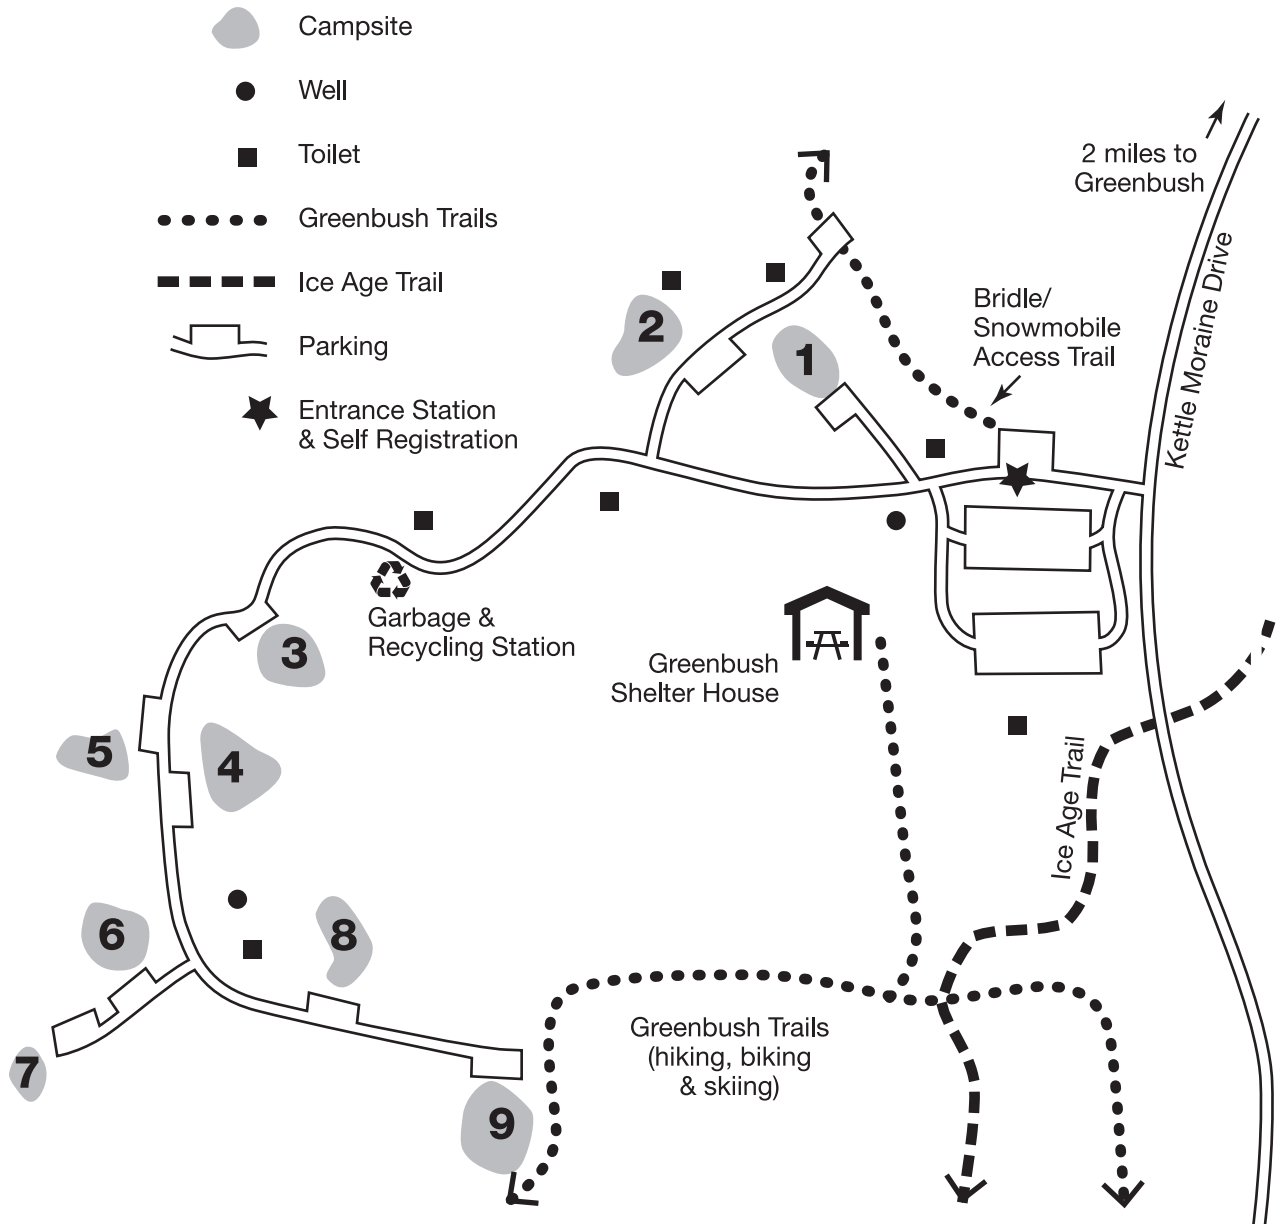 Campsite
Well
Toilet
Greenbush Trails
Ice Age Trail
Parking
Entrance Station
& Self Registration
2 miles to
Greenbush
Kettle Moraine Drive
Bridle/
Snowmobile
Access Trail
2
1
Garbage &
Recycling Station
3
Greenbush
Shelter House
5
4
Ice Age Trail
6
8
Greenbush Trails
(hiking, biking
& skiing)
7
9